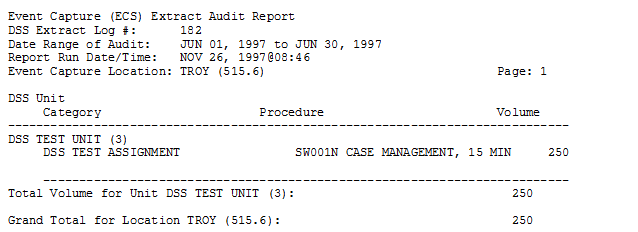 Event Capture (ECS) Extract Audit Report
DSS Extract Log #: 182
Date Range of Audit: JUN 01, 1997 to JUN 30, 1997
Report Run Date/Time: NOV 26, 1997@08:46
Event Capture Location: TROY (515.6) Page: 1
DSS Unit
Category Procedure Volume
--------------------------------------------------------------------------------
DSS TEST UNIT (3)
DSS TEST ASSIGNMENT SW001N CASE MANAGEMENT, 15 MIN 250
---------------------------------------------------------------------------
Total Volume for Unit DSS TEST UNIT (3): 250
Grand Total for Location TROY (515.6): 250